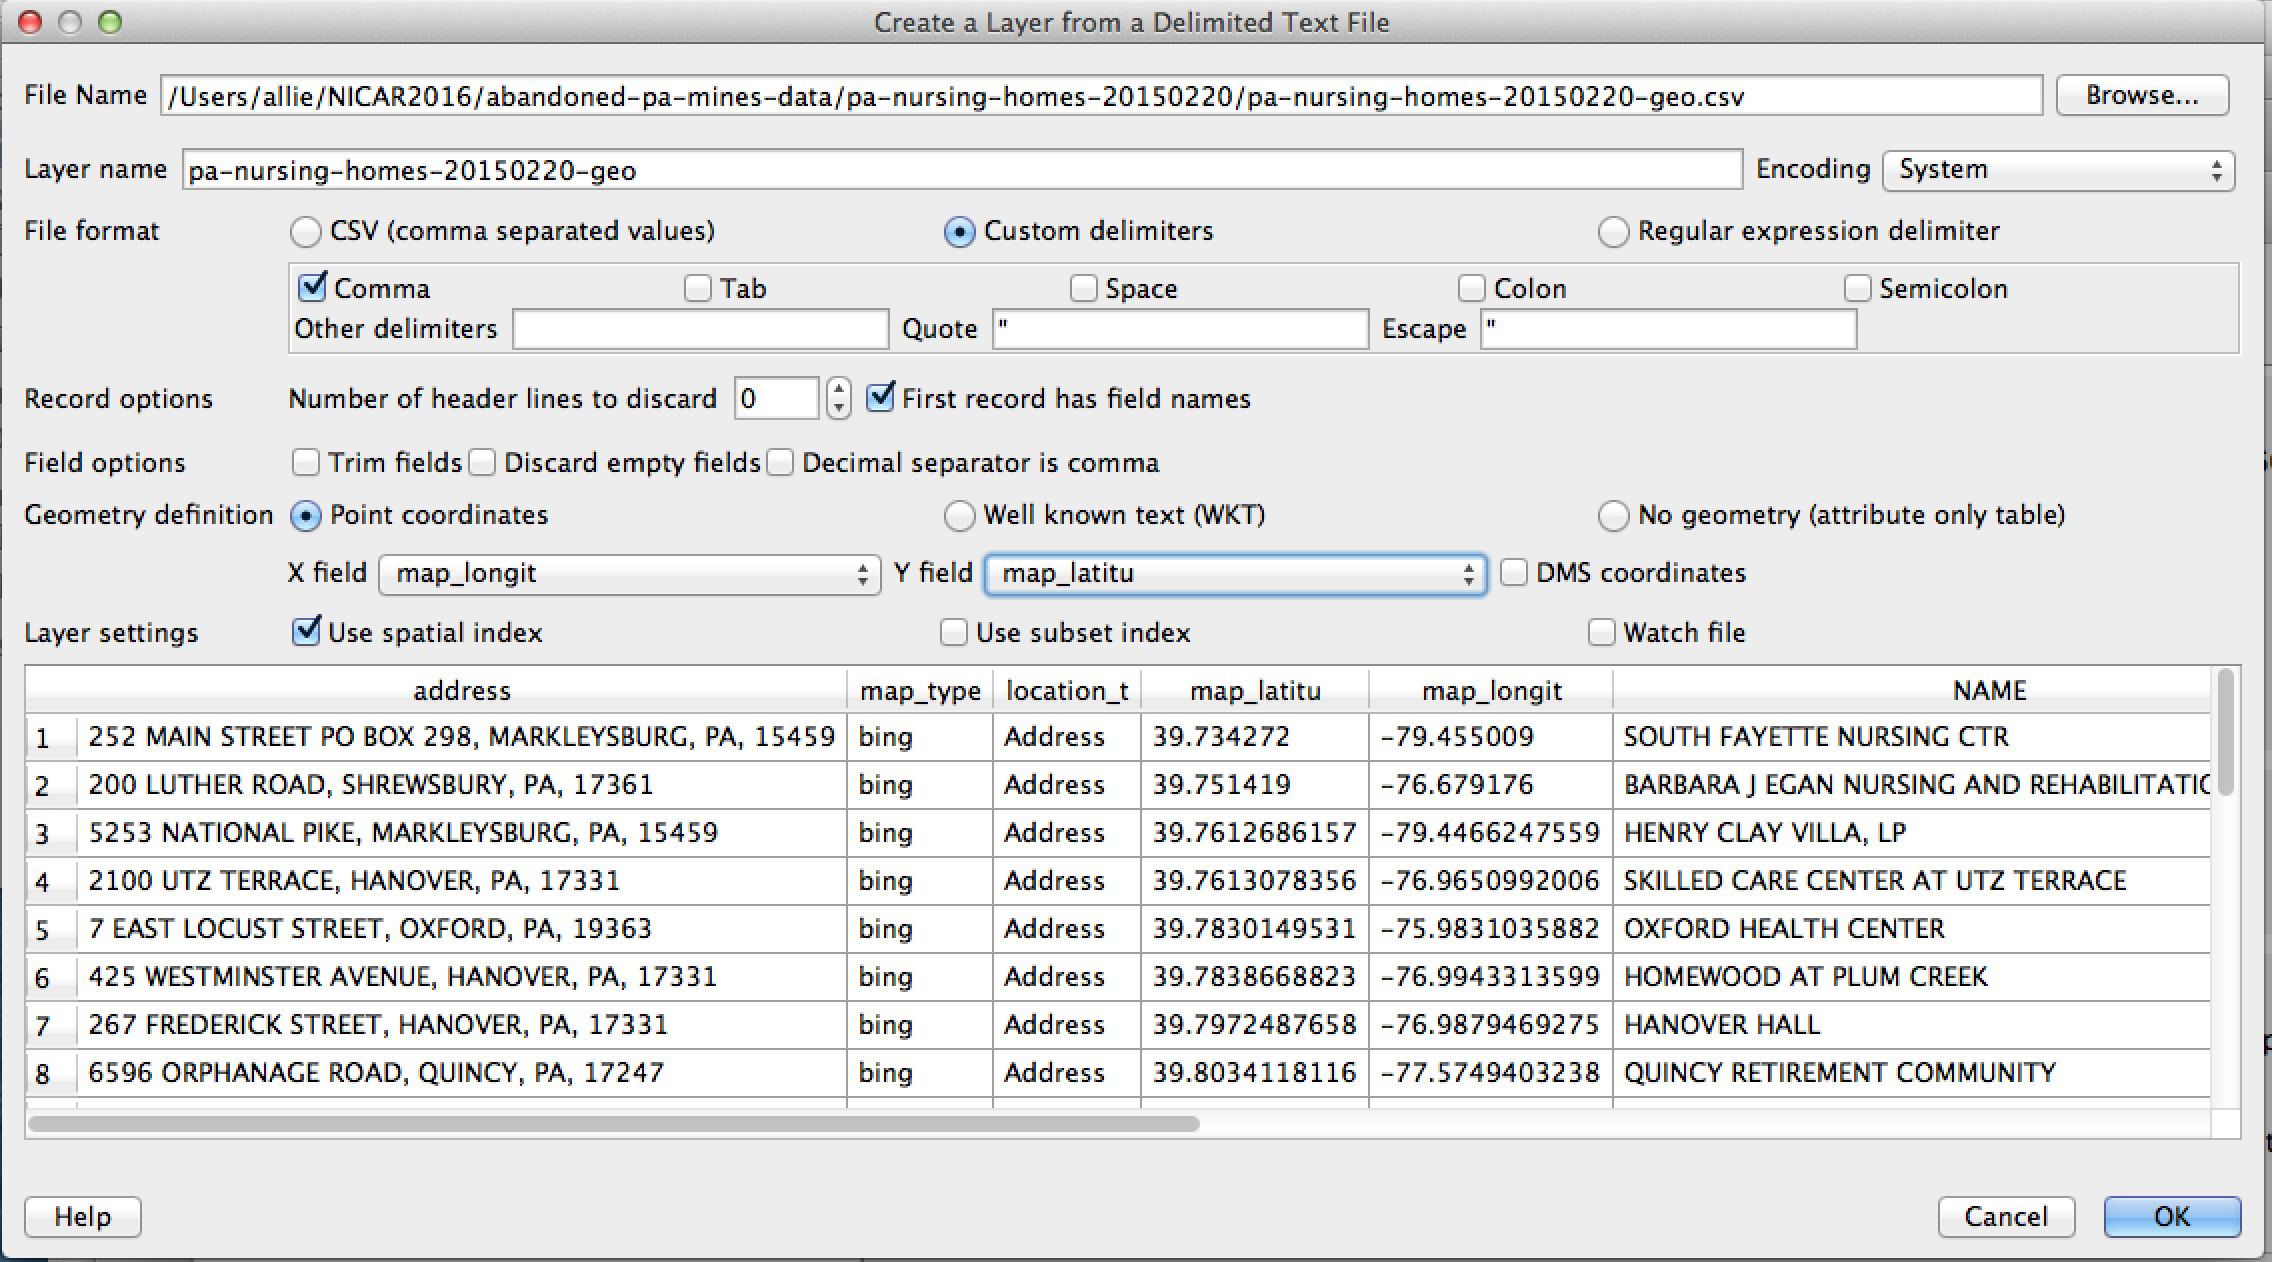 Create a Layer from a Delimited Text File
File Name /Users/allie/NICAR2016/abandoned-pa-mines-data/pa-nursing-homes-20150220/pa-nursing-homes-20150220-geo.csv Browse...
Layer name pa-nursing-homes-20150220-geo Encoding System
File format CSV (comma separated values) Custom delimiters Regular expression delimiter
Comma Tab Space Colon Semicolon
Other delimiters Quote " Escape "
Record options Number of header lines to discard 0 First record has field names
Field options Trim fields Discard empty fields Decimal separator is comma
Geometry definition Point coordinates Well known text (WKT) No geometry (attribute only table)
X field map_longit Y field map_latitu DMS coordinates
Layer settings Use spatial index Use subset index Watch file
address map_type location_t map_latitu map_longit NAME
1 252 MAIN STREET PO BOX 298, MARKLEYSBURG, PA, 15459 bing Address 39.734272 -79.455009 SOUTH FAYETTE NURSING CTR
2 200 LUTHER ROAD, SHREWSBURY, PA, 17361 bing Address 39.751419 -76.679176 BARBARA J EGAN NURSING AND REHABILITATIO
3 5253 NATIONAL PIKE, MARKLEYSBURG, PA, 15459 bing Address 39.7612686157 -79.4466247559 HENRY CLAY VILLA, LP
4 2100 UTZ TERRACE, HANOVER, PA, 17331 bing Address 39.7613078356 -76.9650992006 SKILLED CARE CENTER AT UTZ TERRACE
5 7 EAST LOCUST STREET, OXFORD, PA, 19363 bing Address 39.7830149531 -75.9831035882 OXFORD HEALTH CENTER
6 425 WESTMINSTER AVENUE, HANOVER, PA, 17331 bing Address 39.7838668823 -76.9943313599 HOMEWOOD AT PLUM CREEK
7 267 FREDERICK STREET, HANOVER, PA, 17331 bing Address 39.7972487658 -76.9879469275 HANOVER HALL
8 6596 ORPHANAGE ROAD, QUINCY, PA, 17247 bing Address 39.8034118116 -77.5749403238 QUINCY RETIREMENT COMMUNITY
Help Cancel OK